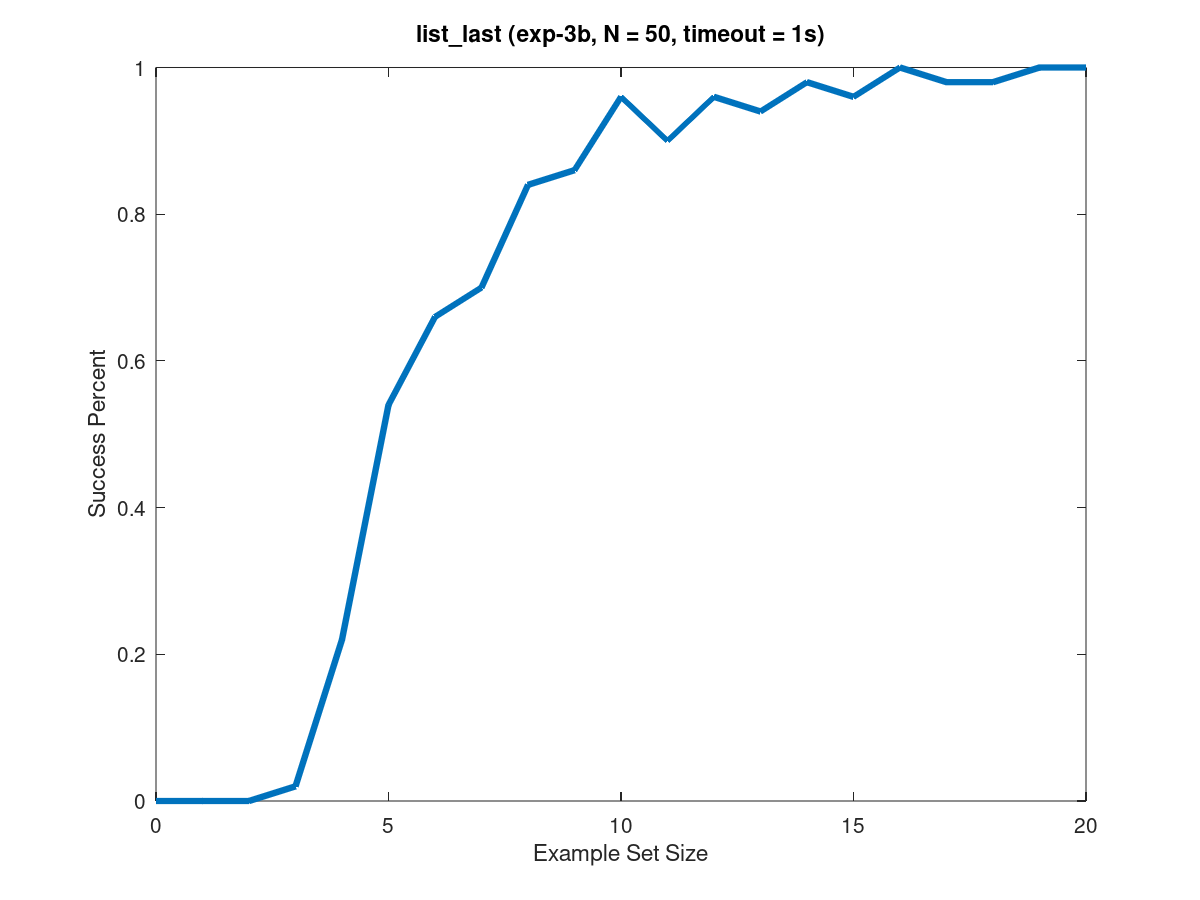 list_last (exp-3b, N = 50, timeout = 1s)
1
0.8
0.6
0.4
0.2
0
Success Percent
0 5 10 15 20
Example Set Size